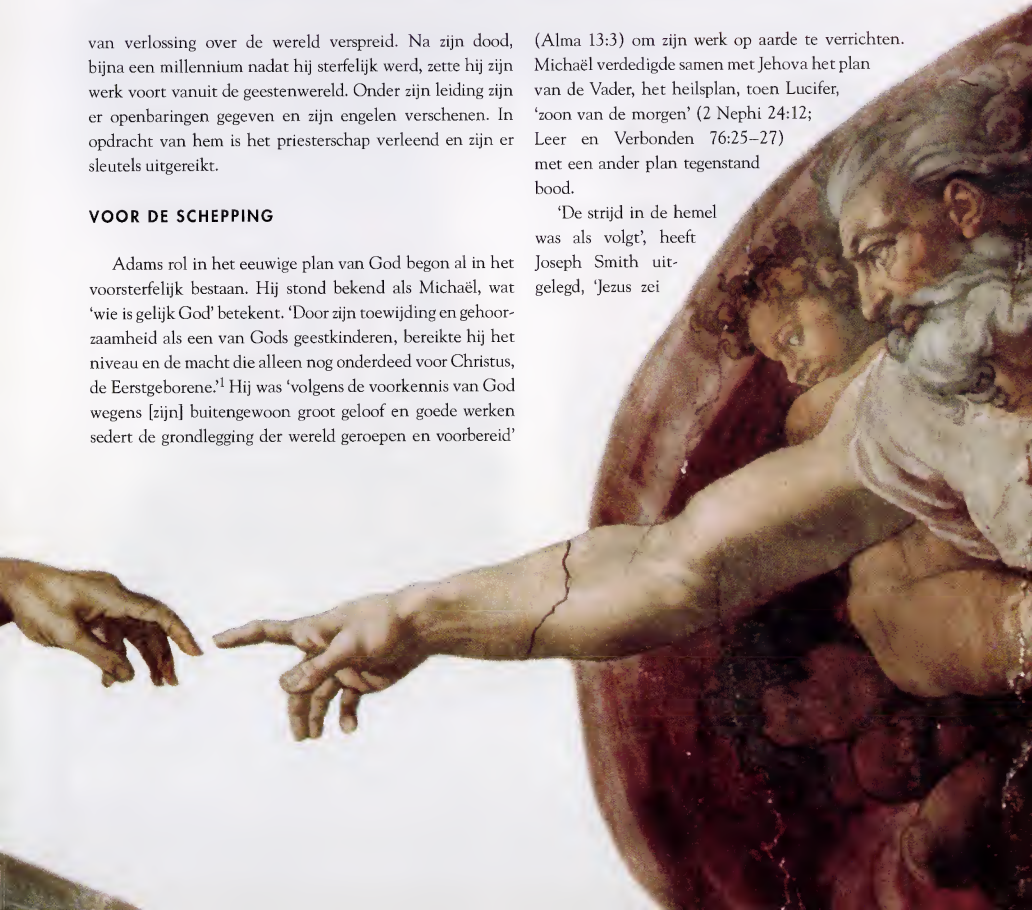 van verlossing over de wereld verspreid. Na zijn dood,
bijna een millennium nadat hij sterfelijk werd, zette hij zijn
werk voort vanuit de geestenwereld. Onder zijn leiding zijn
er openbaringen gegeven en zijn engelen verschenen. In
opdracht van hem is het priesterschap verleend en zijn er
sleutels uitgereikt.
VOOR DE SCHEPPING
Adams rol in het eeuwige plan van God begon al in het
voorsterfelijk bestaan. Hij stond bekend als Michaël, wat
‘wie is gelijk God’ betekent. ‘Door zijn toewijding en gehoor-
zaamheid als een van Gods geestkinderen, bereikte hij het
niveau en de macht die alleen nog onderdeed voor Christus,
de Eerstgeborene.’¹ Hij was ‘volgens de voorkennis van God
wegens [zijn] buitengewoon groot geloof en goede werken
sedert de grondlegging der wereld geroepen en voorbereid’
(Alma 13:3) om zijn werk op aarde te verrichten.
Michaël verdedigde samen met Jehova het plan
van de Vader, het heilsplan, toen Lucifer,
‘zoon van de morgen’ (2 Nephi 24:12;
Leer en Verbonden 76:25–27)
met een ander plan tegenstand
bood.
‘De strijd in de hemel
was als volgt’, heeft
Joseph Smith uit-
gelegd, ‘Jezus zei